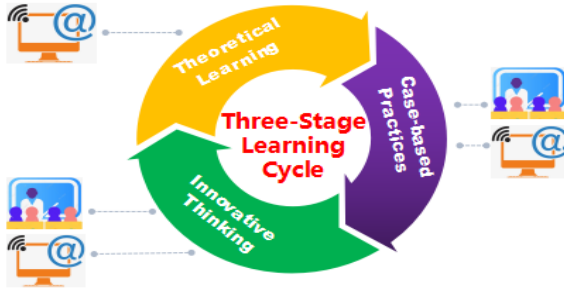 Theoretical
Learning
Case-based
Practices
Three-Stage
Learning
Cycle
Innovative
Thinking
@
@
@
@